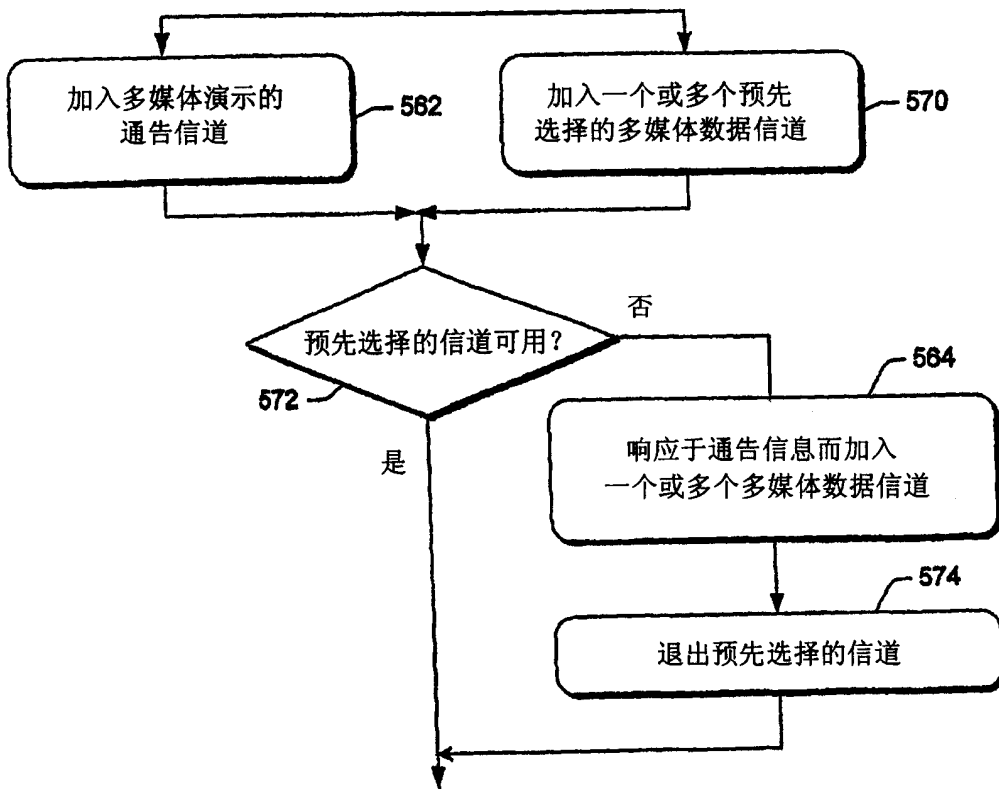 加入多媒体演示的
通告信道
562
加入一个或多个预先
选择的多媒体数据信道
570
预先选择的信道可用?
572
否
是
564
响应于通告信息而加入
一个或多个多媒体数据信道
574
退出预先选择的信道